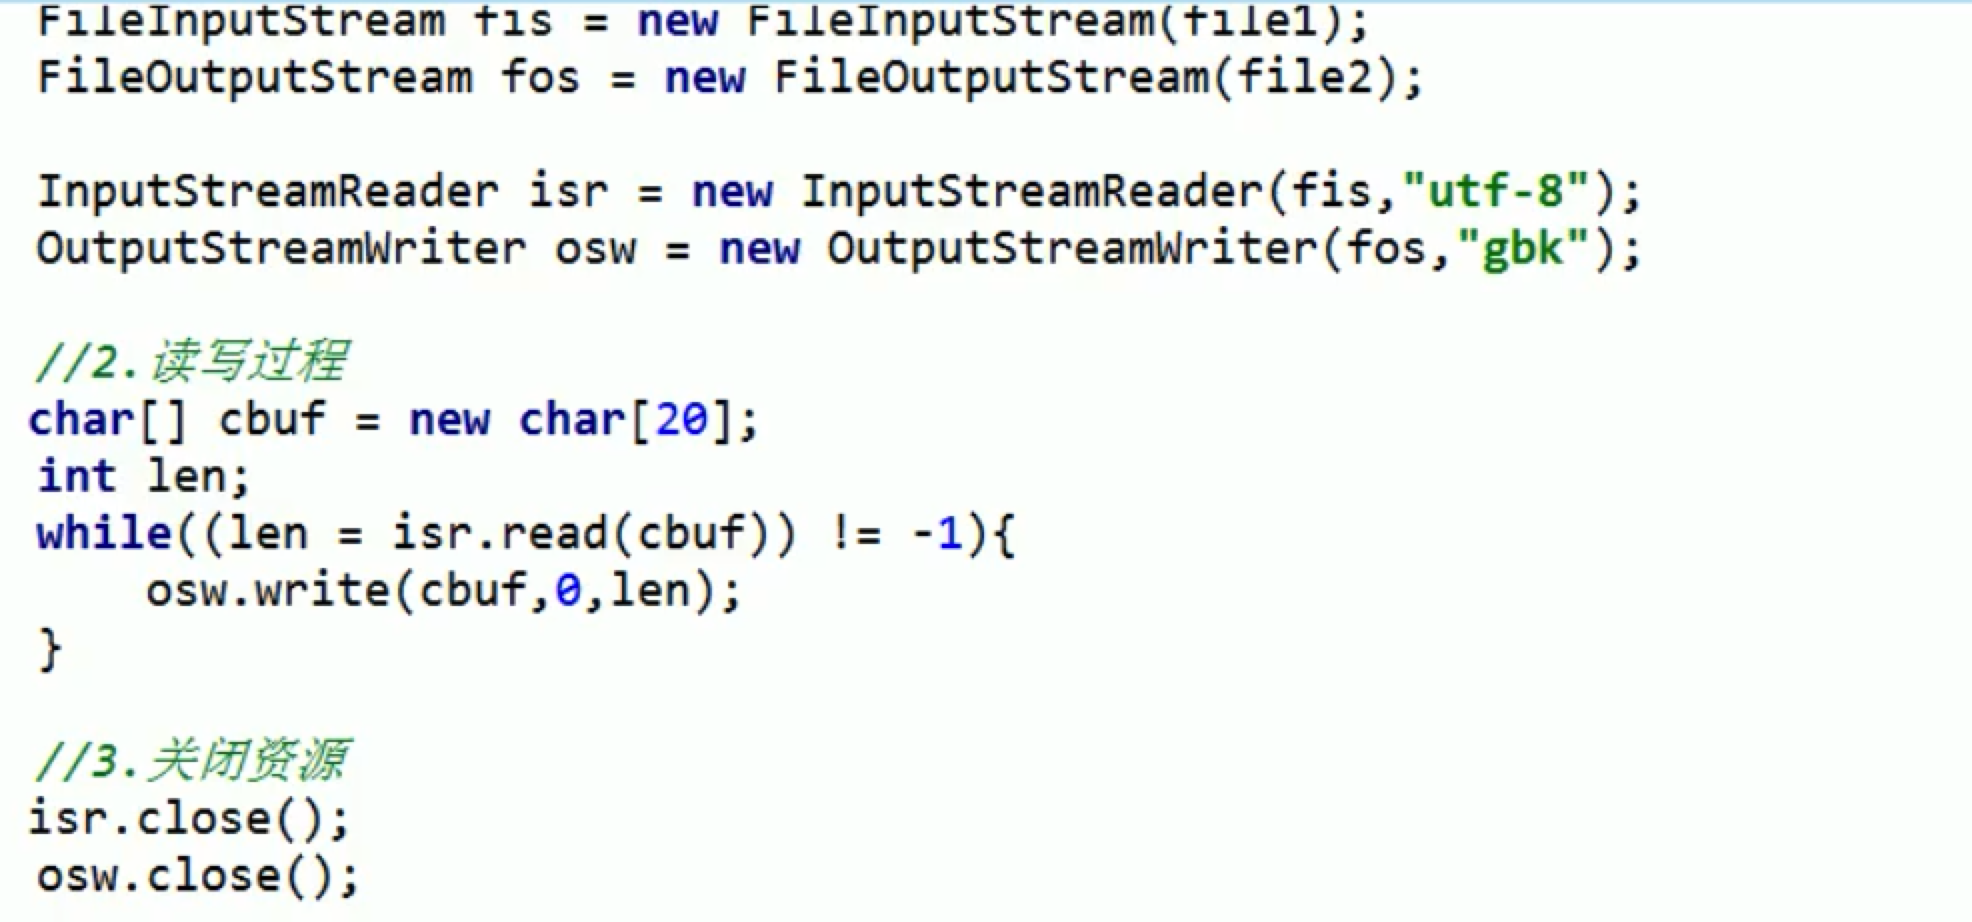 FileInputStream fis = new FileInputStream(file1);
FileOutputStream fos = new FileOutputStream(file2);
InputStreamReader isr = new InputStreamReader(fis,"utf-8");
OutputStreamWriter osw = new OutputStreamWriter(fos,"gbk");
//2.读写过程
char[] cbuf = new char[20];
int len;
while((len = isr.read(cbuf)) != -1){
osw.write(cbuf,0,len);
}
//3.关闭资源
isr.close();
osw.close();